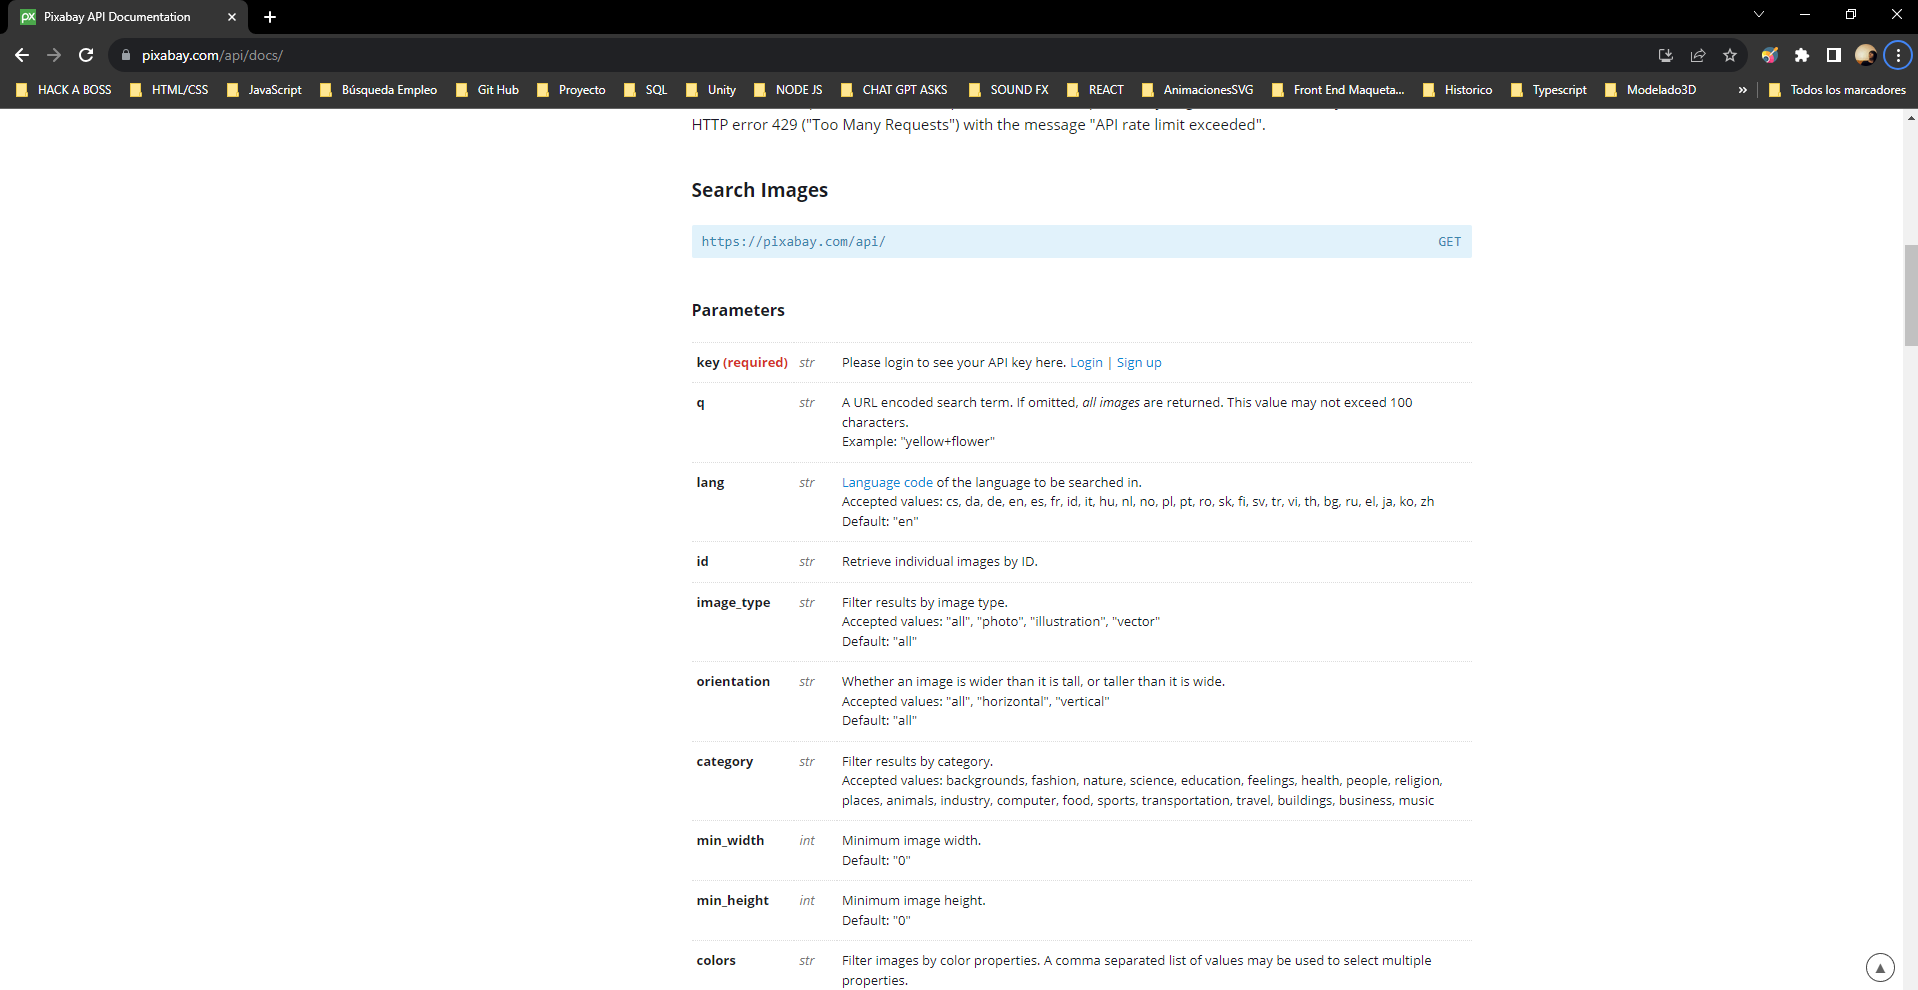 Pixabay API Documentation
pixabay.com/api/docs/
HACK A BOSS HTML/CSS JavaScript Búsqueda Empleo Git Hub Proyecto SQL Unity NODE JS CHAT GPT ASKS SOUND FX REACT AnimacionesSVG Front End Maqueta... Historico Typescript Modelado3D » Todos los marcadores
HTTP error 429 ("Too Many Requests") with the message "API rate limit exceeded".
Search Images
https://pixabay.com/api/ GET
Parameters
key (required) str Please login to see your API key here. Login | Sign up
q str A URL encoded search term. If omitted, all images are returned. This value may not exceed 100
characters.
Example: "yellow+flower"
lang str Language code of the language to be searched in.
Accepted values: cs, da, de, en, es, fr, id, it, hu, nl, no, pl, pt, ro, sk, fi, sv, tr, vi, th, bg, ru, el, ja, ko, zh
Default: "en"
id str Retrieve individual images by ID.
image_type str Filter results by image type.
Accepted values: "all", "photo", "illustration", "vector"
Default: "all"
orientation str Whether an image is wider than it is tall, or taller than it is wide.
Accepted values: "all", "horizontal", "vertical"
Default: "all"
category str Filter results by category.
Accepted values: backgrounds, fashion, nature, science, education, feelings, health, people, religion,
places, animals, industry, computer, food, sports, transportation, travel, buildings, business, music
min_width int Minimum image width.
Default: "0"
min_height int Minimum image height.
Default: "0"
colors str Filter images by color properties. A comma separated list of values may be used to select multiple
properties.